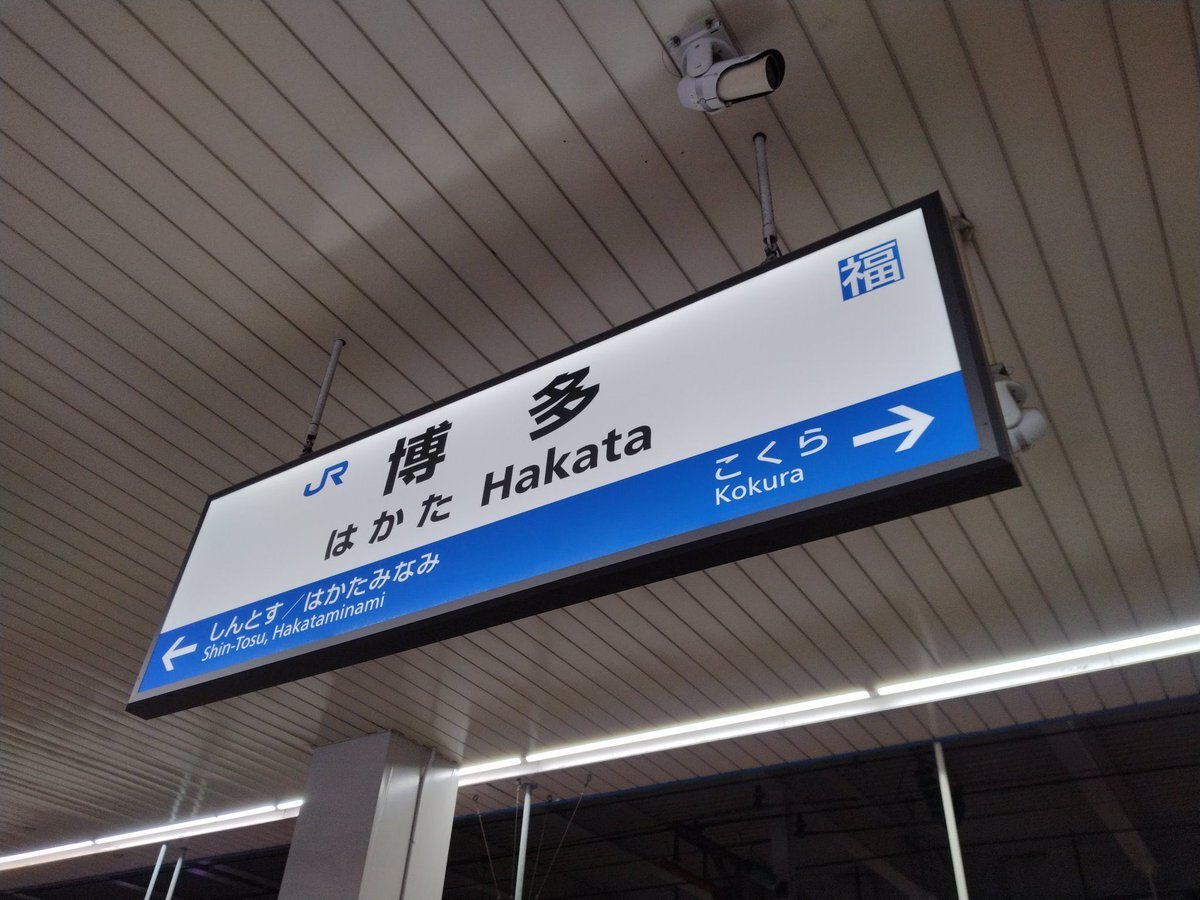 福
JR 博多
はかた Hakata
こくら →
Kokura
← しんとす／はかたみなみ
Shin-Tosu, Hakataminami